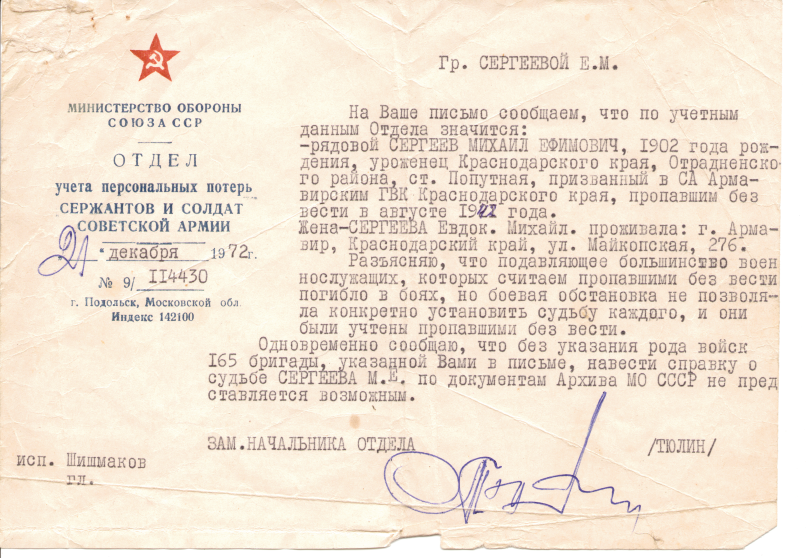 Гр. СЕРГЕЕВОЙ Е.М.
МИНИСТЕРСТВО ОБОРОНЫ
СОЮЗА ССР
ОТДЕЛ
учета персональных потерь
СЕРЖАНТОВ И СОЛДАТ
СОВЕТСКОЙ АРМИИ
"21" декабря 1972г.
№ 9/ II4430
г. Подольск, Московской обл.
Индекс 142100
На Ваше письмо сообщаем, что по учетным
данным Отдела значится:
-рядовой СЕРГЕЕВ МИХАИЛ ЕФИМОВИЧ, I902 года рож-
дения, уроженец Краснодарского края, Отрадненско-
го района, ст. Попутная, призванный в СА Арма-
вирским ГВК Краснодарского края, пропавшим без
вести в августе I942 года.
Жена-СЕРГЕЕВА Евдок. Михайл. проживала: г. Арма-
вир, Краснодарский край, ул. Майкопская, 276.
Разъясняю, что подавляющее большинство воен
нослужащих, которых считаем пропавшими без вести
погибло в боях, но боевая обстановка не позволя-
ла конкретно установить судьбу каждого, и они
были учтены пропавшими без вести.
Одновременно сообщаю, что без указания рода войск
I65 бригады, указанной Вами в письме, навести справку о
судьбе СЕРГЕЕВА М.Е. по документам Архива МО СССР не пред
ставляется возможным.
ЗАМ.НАЧАЛЬНИКА ОТДЕЛА /ТЮЛИН/
исп. Шишмаков
гл.